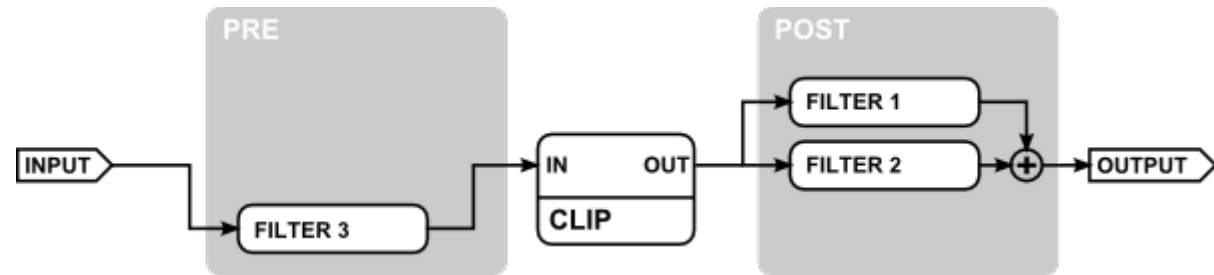 PRE
POST
FILTER 1
INPUT
IN
OUT
FILTER 2
OUTPUT
CLIP
FILTER 3